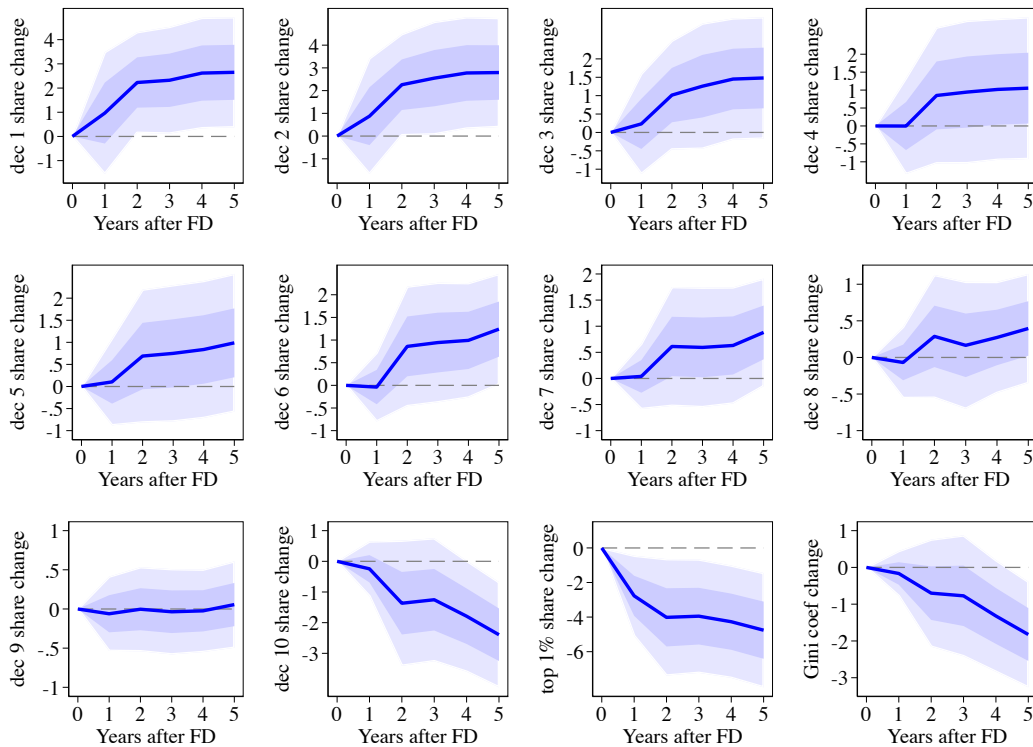 dec 1 share change
4
3
2
1
0
-1
0 1 2 3 4 5
Years after FD
dec 2 share change
4
3
2
1
0
-1
0 1 2 3 4 5
Years after FD
dec 3 share change
2
1.5
1
.5
0
-.5
-1
0 1 2 3 4 5
Years after FD
dec 4 share change
2
1.5
1
.5
0
-.5
-1
0 1 2 3 4 5
Years after FD
dec 5 share change
2
1.5
1
.5
0
-.5
-1
0 1 2 3 4 5
Years after FD
dec 6 share change
2
1.5
1
.5
0
-.5
-1
0 1 2 3 4 5
Years after FD
dec 7 share change
2
1.5
1
.5
0
-.5
-1
0 1 2 3 4 5
Years after FD
dec 8 share change
1
.5
0
-.5
-1
0 1 2 3 4 5
Years after FD
dec 9 share change
1
.5
0
-.5
-1
0 1 2 3 4 5
Years after FD
dec 10 share change
1
0
-1
-2
-3
0 1 2 3 4 5
Years after FD
top 1% share change
0
-2
-4
-6
0 1 2 3 4 5
Years after FD
Gini coef change
1
0
-1
-2
-3
0 1 2 3 4 5
Years after FD